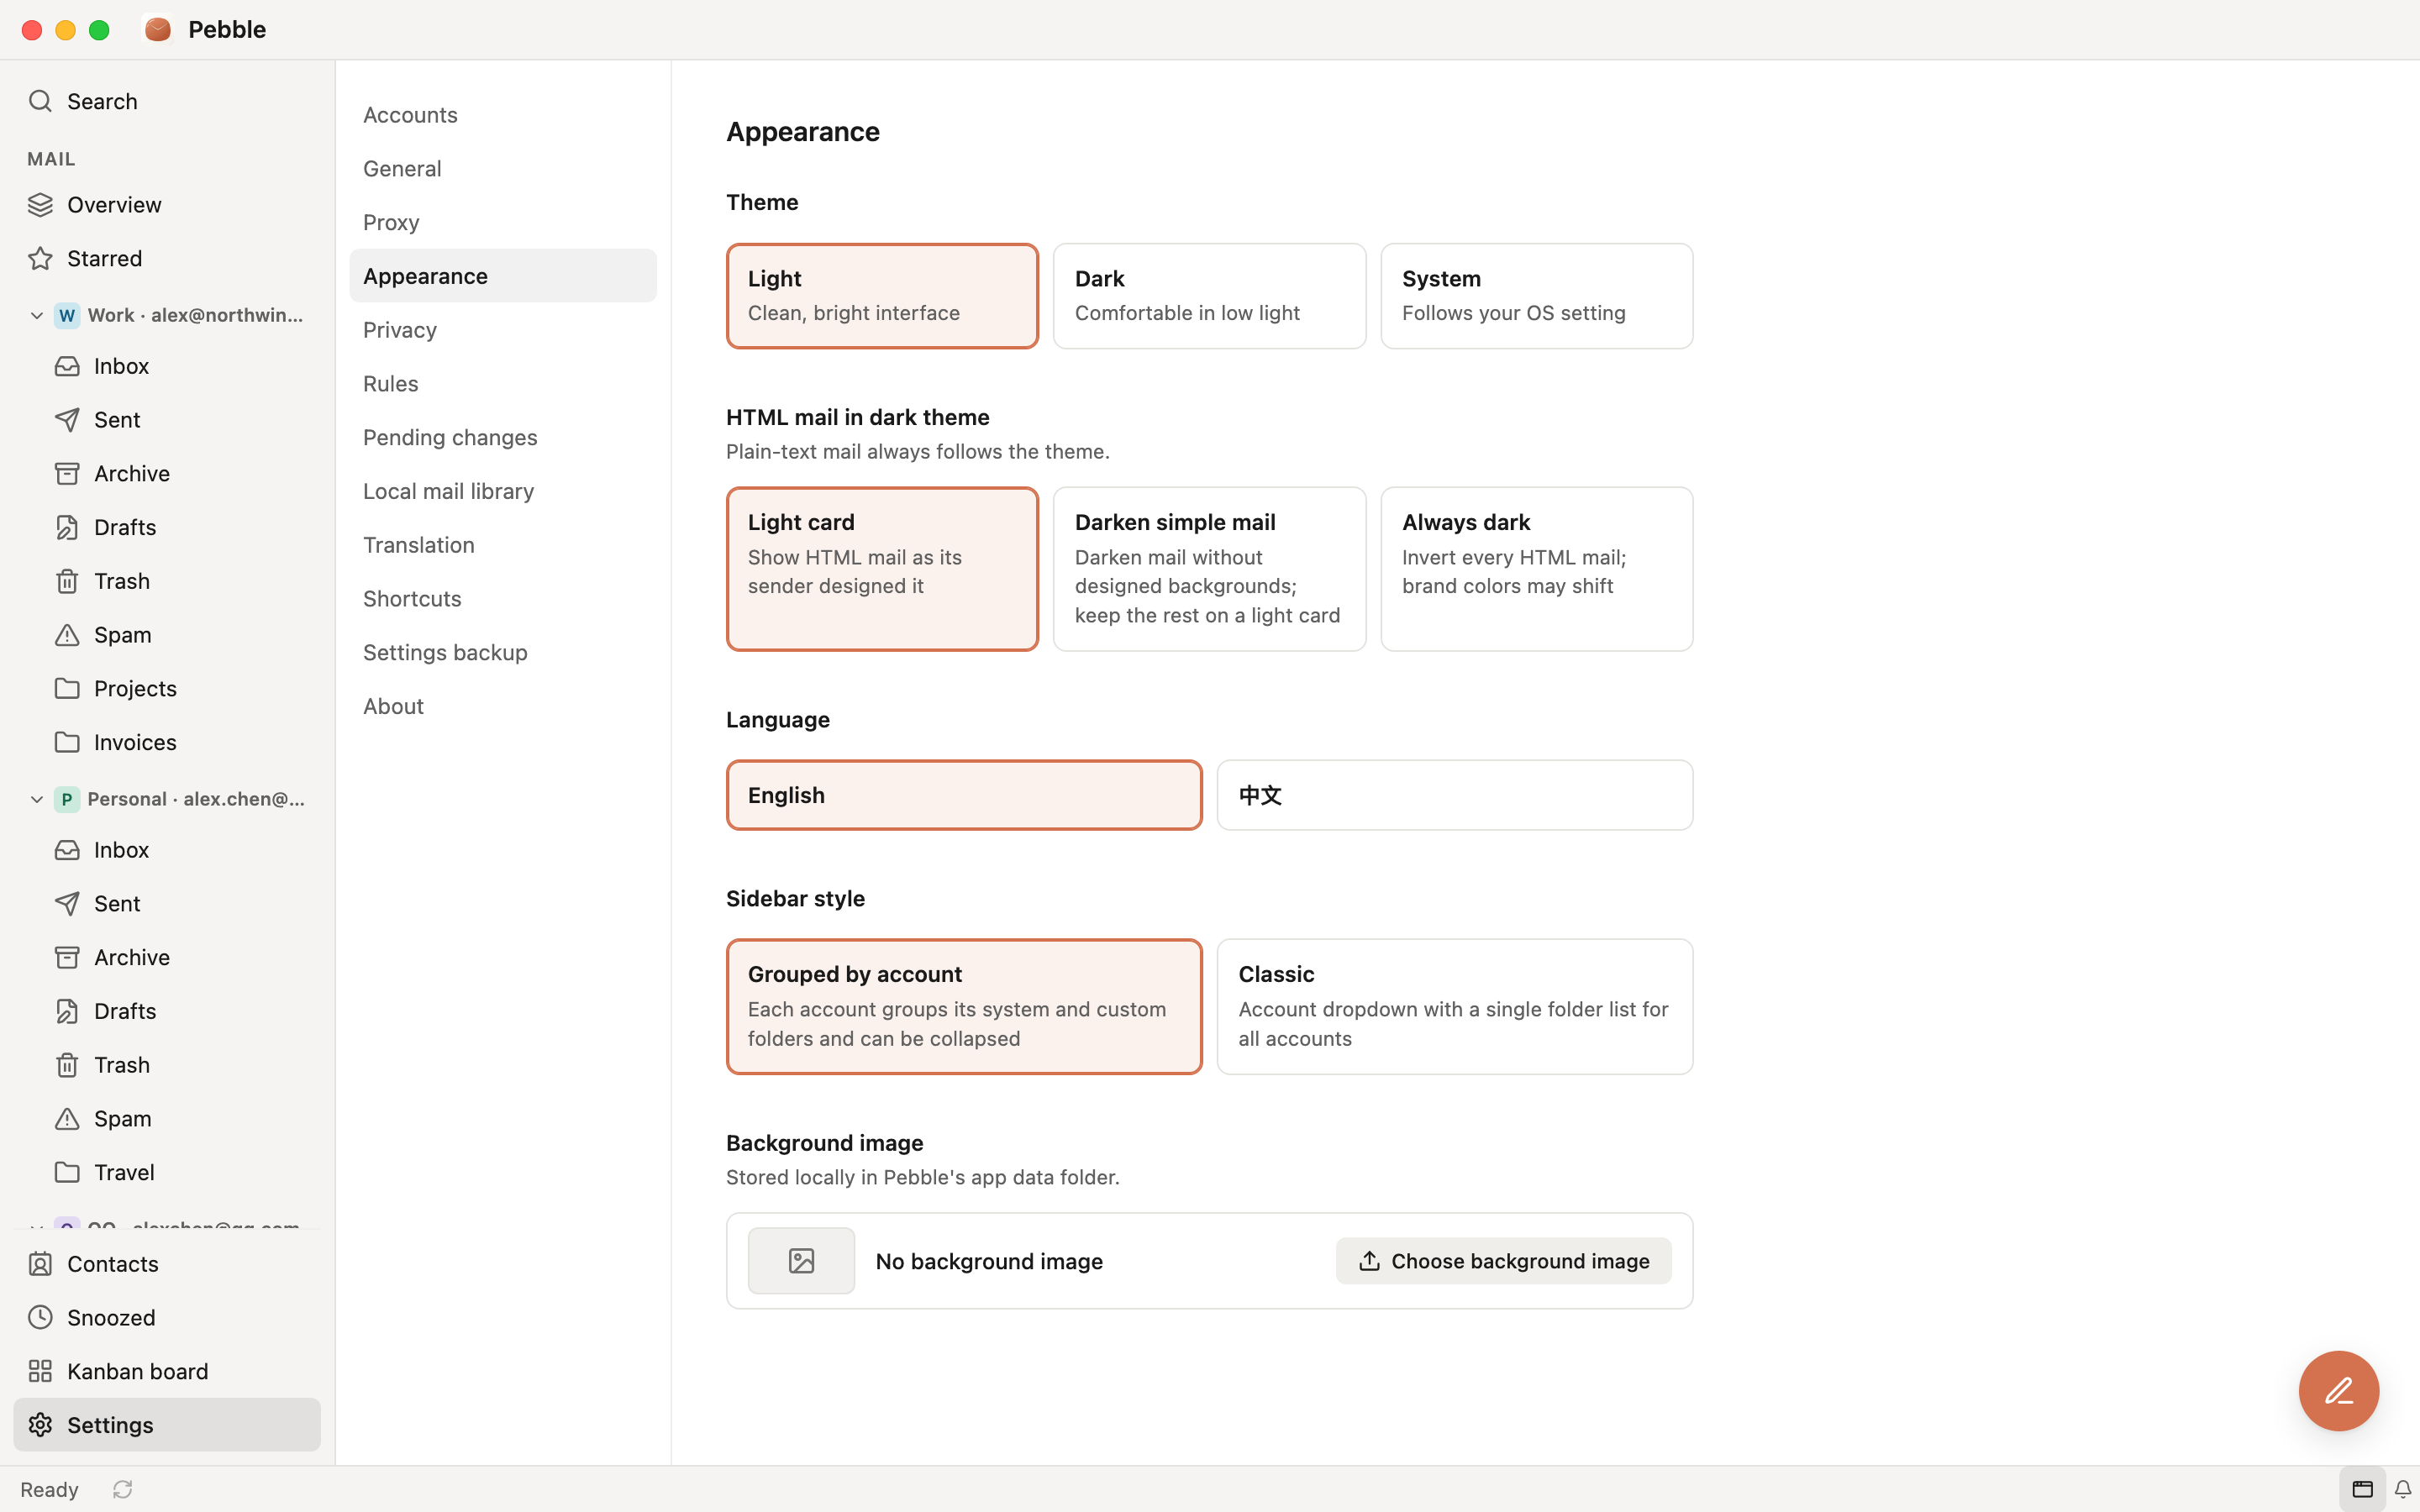 Pebble
Search
MAIL
Overview
Starred
W Work · alex@northwin...
Inbox
Sent
Archive
Drafts
Trash
Spam
Projects
Invoices
P Personal · alex.chen@...
Inbox
Sent
Archive
Drafts
Trash
Spam
Travel
Contacts
Snoozed
Kanban board
Settings
Accounts
General
Proxy
Appearance
Privacy
Rules
Pending changes
Local mail library
Translation
Shortcuts
Settings backup
About
Appearance
Theme
Light
Clean, bright interface
Dark
Comfortable in low light
System
Follows your OS setting
HTML mail in dark theme
Plain-text mail always follows the theme.
Light card
Show HTML mail as its
sender designed it
Darken simple mail
Darken mail without
designed backgrounds;
keep the rest on a light card
Always dark
Invert every HTML mail;
brand colors may shift
Language
English
中文
Sidebar style
Grouped by account
Each account groups its system and custom
folders and can be collapsed
Classic
Account dropdown with a single folder list for
all accounts
Background image
Stored locally in Pebble's app data folder.
No background image
Choose background image
Ready